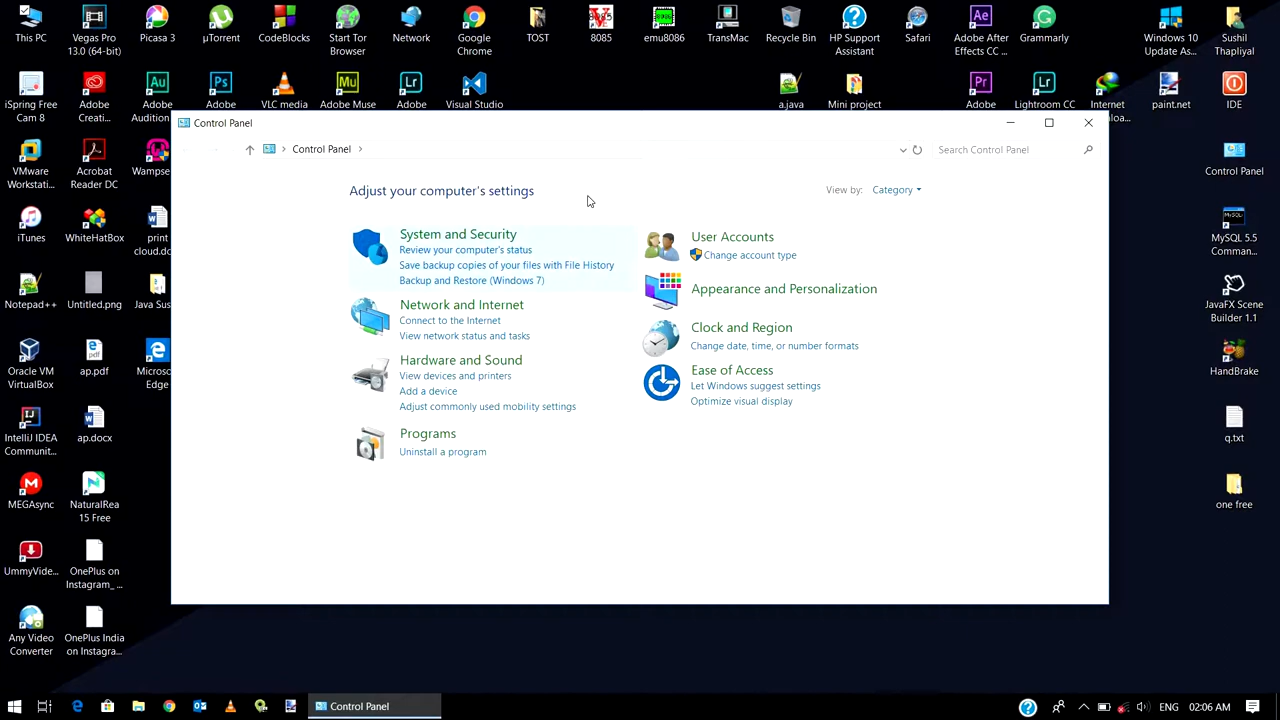 This PC
Vegas Pro
13.0 (64-bit)
Picasa 3
µTorrent
CodeBlocks
Start Tor
Browser
Network
Google
Chrome
TOST
8085
emu8086
TransMac
Recycle Bin
HP Support
Assistant
Safari
Adobe After
Effects CC ...
Grammarly
Windows 10
Update As...
Sushil
Thapliyal
iSpring Free
Cam 8
Adobe
Creati...
Adobe
Audition
Adobe
VLC media
Adobe Muse
Adobe
Visual Studio
a.java
Mini project
Adobe
Lightroom CC
Internet
Downloa...
paint.net
IDE
Control Panel
Control Panel
Search Control Panel
Adjust your computer's settings
View by: Category
System and Security
Review your computer's status
Save backup copies of your files with File History
Backup and Restore (Windows 7)
Network and Internet
Connect to the Internet
View network status and tasks
Hardware and Sound
View devices and printers
Add a device
Adjust commonly used mobility settings
Programs
Uninstall a program
User Accounts
Change account type
Appearance and Personalization
Clock and Region
Change date, time, or number formats
Ease of Access
Let Windows suggest settings
Optimize visual display
VMware
Workstati...
Acrobat
Reader DC
Wampse
iTunes
WhiteHatBox
print
cloud.do
Notepad++
Untitled.png
Java Sus
Oracle VM
VirtualBox
ap.pdf
Micros
Edge
IntelliJ IDEA
Communit...
ap.docx
MEGAsync
NaturalRea
15 Free
UmmyVide...
OnePlus on
Instagram_ ...
Any Video
Converter
OnePlus India
on Instagra...
Control Panel
MySQL 5.5
Comman...
JavaFX Scene
Builder 1.1
HandBrake
q.txt
one free
Control Panel
ENG
02:06 AM